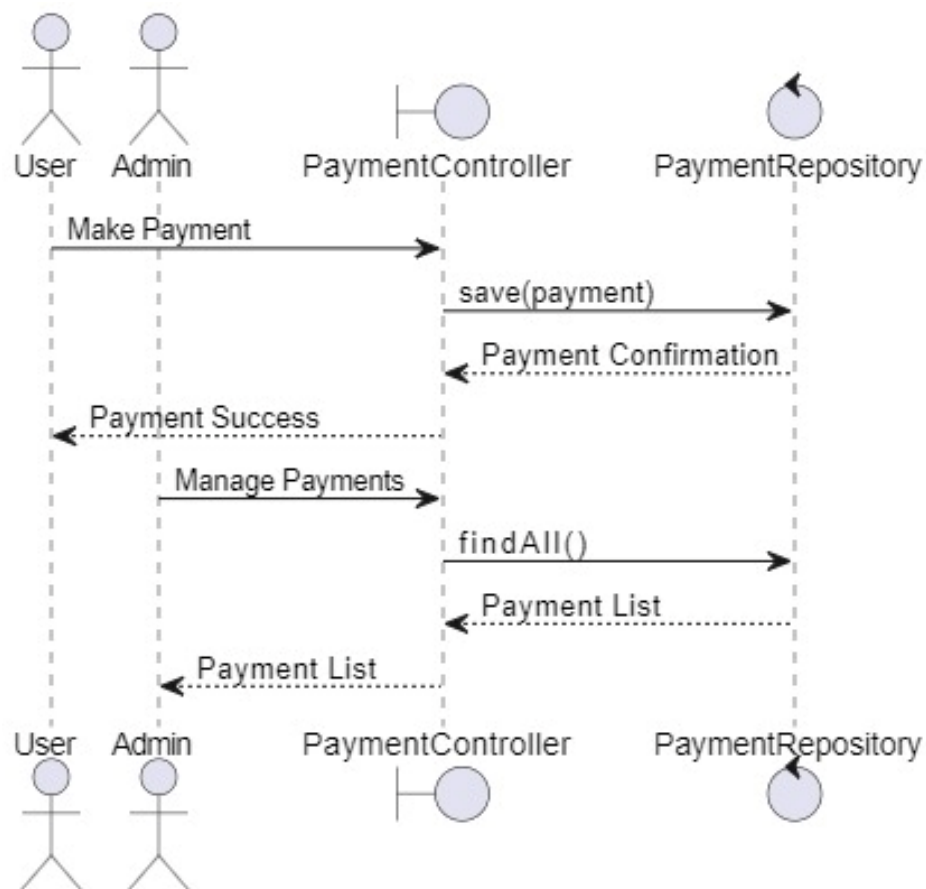 User Admin PaymentController PaymentRepository
Make Payment
save(payment)
Payment Confirmation
Payment Success
Manage Payments
findAll()
Payment List
Payment List
User Admin PaymentController PaymentRepository